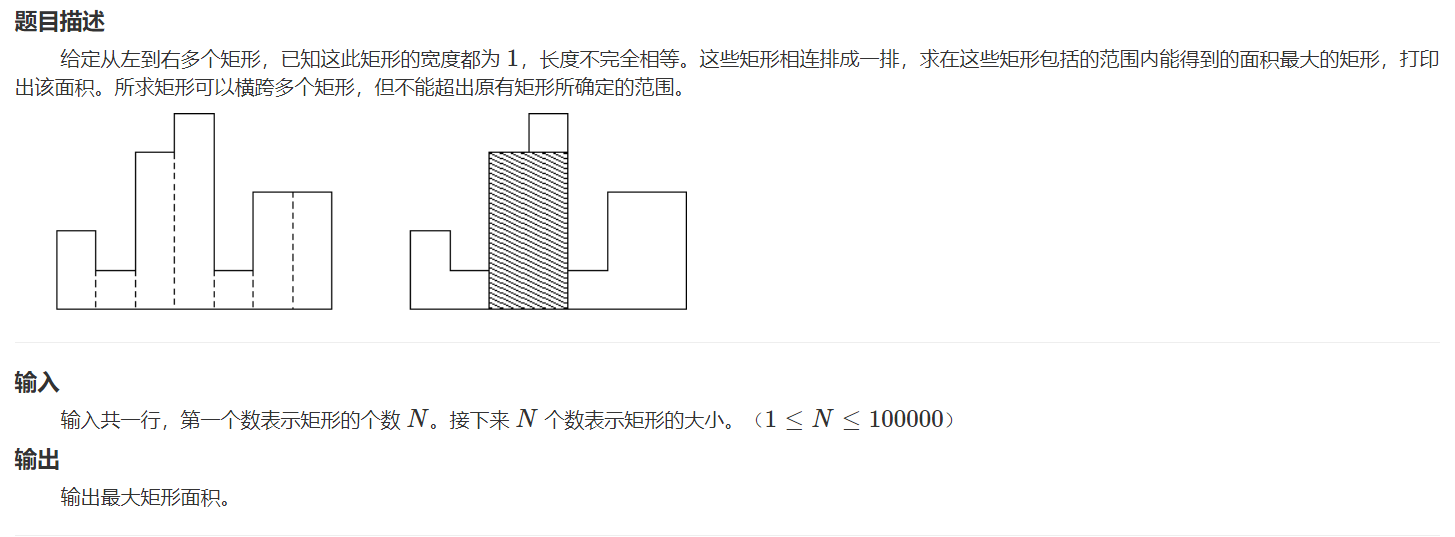 题目描述
给定从左到右多个矩形，已知这此矩形的宽度都为 1，长度不完全相等。这些矩形相连排成一排，求在这些矩形包括的范围内能得到的面积最大的矩形，打印
出该面积。所求矩形可以横跨多个矩形，但不能超出原有矩形所确定的范围。
输入
输入共一行，第一个数表示矩形的个数 N。接下来 N 个数表示矩形的大小。（1 ≤ N ≤ 100000）
输出
输出最大矩形面积。